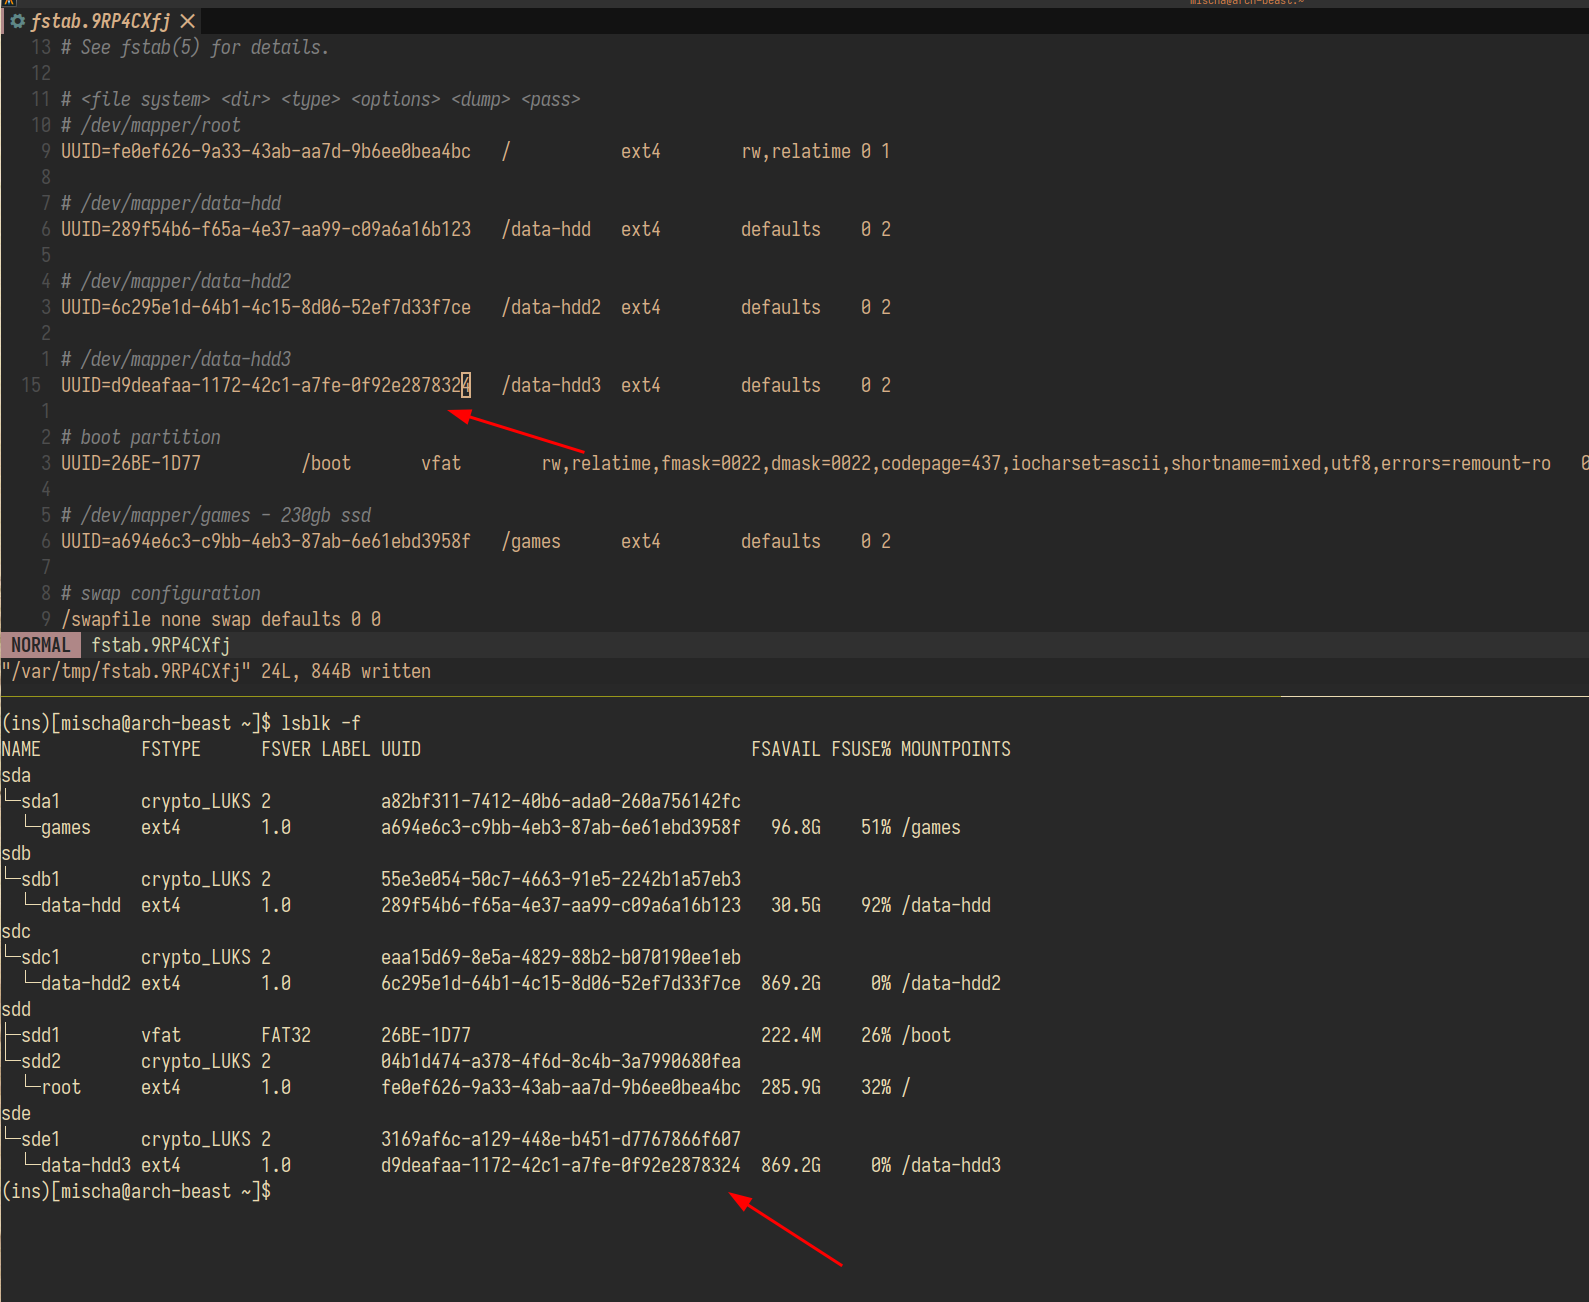 mischa@arch-beast:~
fstab.9RP4CXfj ✕
13 # See fstab(5) for details.
12
11 # <file system> <dir> <type> <options> <dump> <pass>
10 # /dev/mapper/root
9 UUID=fe0ef626-9a33-43ab-aa7d-9b6ee0bea4bc / ext4 rw,relatime 0 1
8
7 # /dev/mapper/data-hdd
6 UUID=289f54b6-f65a-4e37-aa99-c09a6a16b123 /data-hdd ext4 defaults 0 2
5
4 # /dev/mapper/data-hdd2
3 UUID=6c295e1d-64b1-4c15-8d06-52ef7d33f7ce /data-hdd2 ext4 defaults 0 2
2
1 # /dev/mapper/data-hdd3
15 UUID=d9deafaa-1172-42c1-a7fe-0f92e2878324 /data-hdd3 ext4 defaults 0 2
1
2 # boot partition
3 UUID=26BE-1D77 /boot vfat rw,relatime,fmask=0022,dmask=0022,codepage=437,iocharset=ascii,shortname=mixed,utf8,errors=remount-ro 0
4
5 # /dev/mapper/games - 230gb ssd
6 UUID=a694e6c3-c9bb-4eb3-87ab-6e61ebd3958f /games ext4 defaults 0 2
7
8 # swap configuration
9 /swapfile none swap defaults 0 0
NORMAL fstab.9RP4CXfj
"/var/tmp/fstab.9RP4CXfj" 24L, 844B written
(ins)[mischa@arch-beast ~]$ lsblk -f
NAME FSTYPE FSVER LABEL UUID FSAVAIL FSUSE% MOUNTPOINTS
sda
└─sda1 crypto_LUKS 2 a82bf311-7412-40b6-ada0-260a756142fc
└─games ext4 1.0 a694e6c3-c9bb-4eb3-87ab-6e61ebd3958f 96.8G 51% /games
sdb
└─sdb1 crypto_LUKS 2 55e3e054-50c7-4663-91e5-2242b1a57eb3
└─data-hdd ext4 1.0 289f54b6-f65a-4e37-aa99-c09a6a16b123 30.5G 92% /data-hdd
sdc
└─sdc1 crypto_LUKS 2 eaa15d69-8e5a-4829-88b2-b070190ee1eb
└─data-hdd2 ext4 1.0 6c295e1d-64b1-4c15-8d06-52ef7d33f7ce 869.2G 0% /data-hdd2
sdd
├─sdd1 vfat FAT32 26BE-1D77 222.4M 26% /boot
└─sdd2 crypto_LUKS 2 04b1d474-a378-4f6d-8c4b-3a7990680fea
└─root ext4 1.0 fe0ef626-9a33-43ab-aa7d-9b6ee0bea4bc 285.9G 32% /
sde
└─sde1 crypto_LUKS 2 3169af6c-a129-448e-b451-d7767866f607
└─data-hdd3 ext4 1.0 d9deafaa-1172-42c1-a7fe-0f92e2878324 869.2G 0% /data-hdd3
(ins)[mischa@arch-beast ~]$